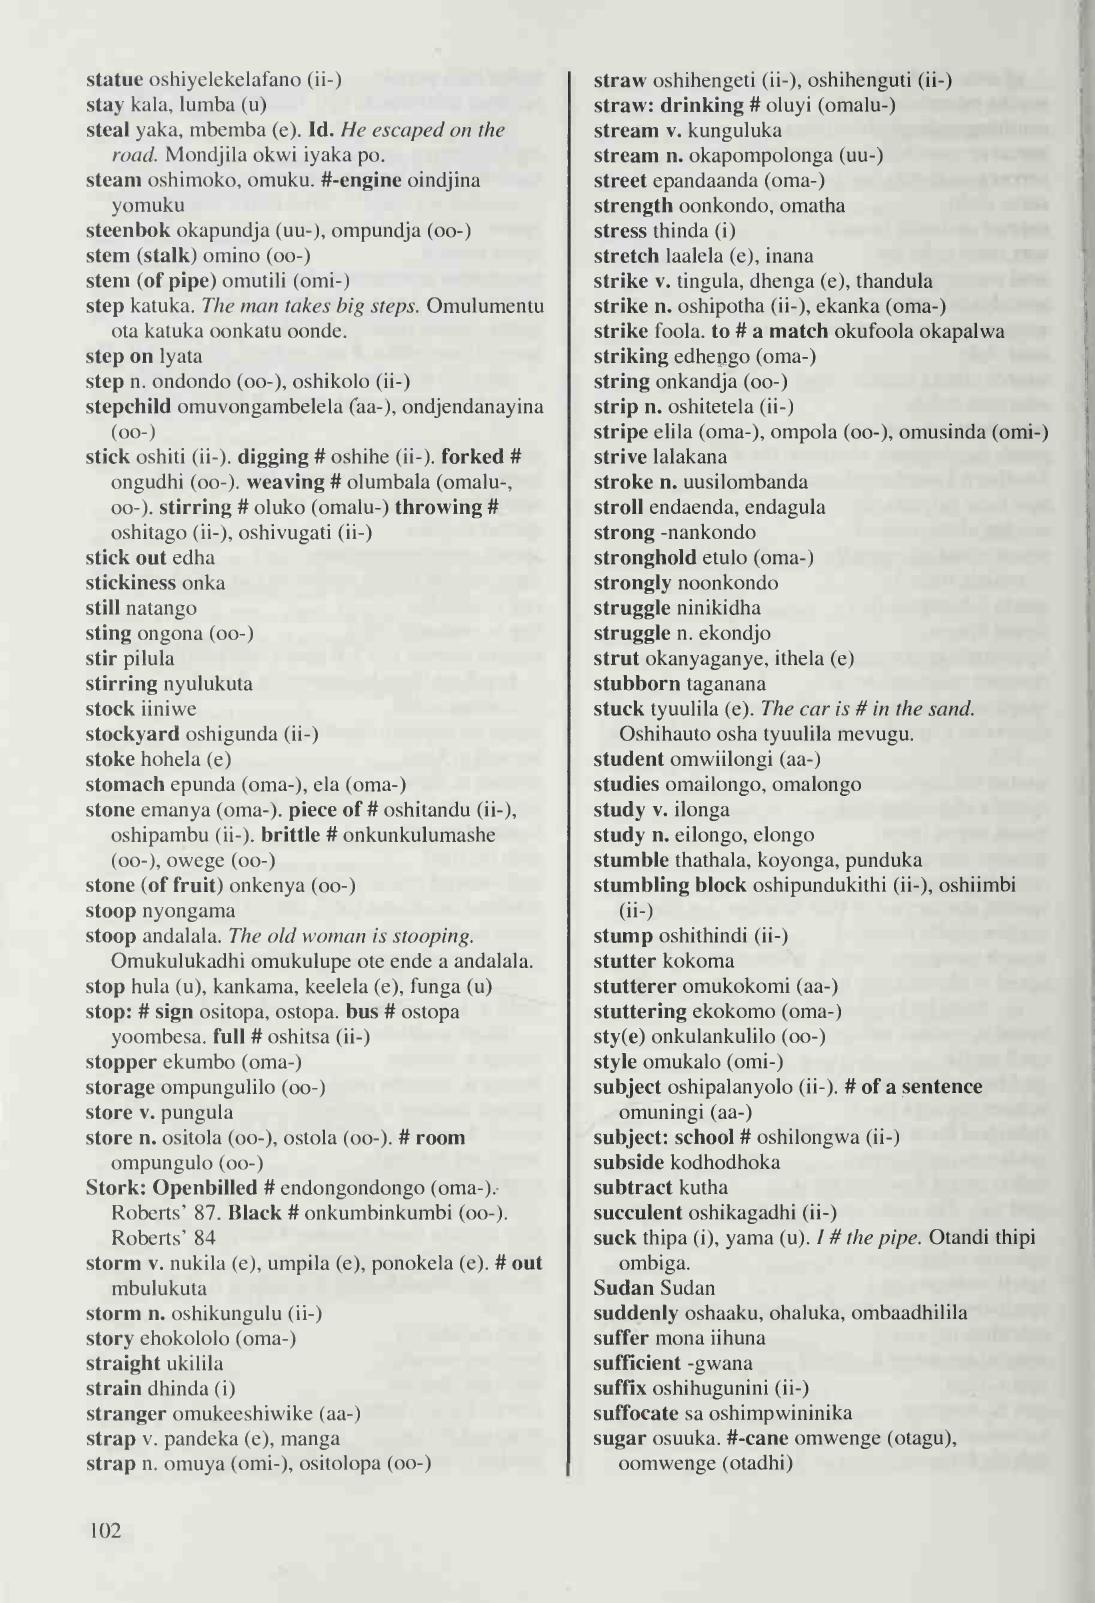 statue oshiyelekelafano (ii-)
stay kala, lumba (u)
steal yaka, mbemba (e). Id. He escaped on the
road. Mondjila okwi iyaka po.
steam oshimoko, omuku. #-engine oindjina
yomuku
steenbok okapundja (uu-), ompundja (oo-)
stem (stalk) omino (oo-)
stem (of pipe) omutili (omi-)
step katuka. The man takes big steps. Omulumentu
ota katuka oonkatu oonde.
step on lyata
step n. ondondo (oo-), oshikolo (ii-)
stepchild omuvongambelela (aa-), ondjendanayina
(oo-)
stick oshiti (ii-). digging # oshihe (ii-). forked #
ongudhi (oo-). weaving # olumbala (omalu-,
oo-). stirring # oluko (omalu-) throwing #
oshitago (ii-), oshivugati (ii-)
stick out edha
stickiness onka
still natango
sting ongona (oo-)
stir pilula
stirring nyulukuta
stock iiniwe
stockyard oshigunda (ii-)
stoke hohela (e)
stomach epunda (oma-), ela (oma-)
stone emanya (oma-). piece of # oshitandu (ii-),
oshipambu (ii-). brittle # onkunkulumashe
(oo-), owege (oo-)
stone (of fruit) onkenya (oo-)
stoop nyongama
stoop andalala. The old woman is stooping.
Omukulukadhi omukulupe ote ende a andalala.
stop hula (u), kankama, keelela (e), funga (u)
stop: # sign ositopa, ostopa. bus # ostopa
yoombesa. full # oshitsa (ii-)
stopper ekumbo (oma-)
storage ompungulilo (oo-)
store v. pungula
store n. ositola (oo-), ostola (oo-). # room
ompungulo (oo-)
Stork: Openbilled # endongondongo (oma-).
Roberts' 87. Black # onkumbinkumbi (oo-).
Roberts' 84
storm v. nukila (e), umpila (e), ponokela (e). # out
mbulukuta
storm n. oshikungulu (ii-)
story ehokololo (oma-)
straight ukilila
strain dhinda (i)
stranger omukeeshiwike (aa-)
strap v. pandeka (e), manga
strap n. omuya (omi-), ositolopa (oo-)
straw oshihengeti (ii-), oshihenguti (ii-)
straw: drinking # oluyi (omalu-)
stream v. kunguluka
stream n. okapompolonga (uu-)
street epandaanda (oma-)
strength oonkondo, omatha
stress thinda (i)
stretch laalela (e), inana
strike v. tingula, dhenga (e), thandula
strike n. oshipotha (ii-), ekanka (oma-)
strike foola. to # a match okufoola okapalwa
striking edhengo (oma-)
string onkandja (oo-)
strip n. oshitetela (ii-)
stripe elila (oma-), ompola (oo-), omusinda (omi-)
strive lalakana
stroke n. uusilombanda
stroll endaenda, endagula
strong -nankondo
stronghold etulo (oma-)
strongly noonkondo
struggle ninikidha
struggle n. ekondjo
strut okanyaganye, ithela (e)
stubborn taganana
stuck tyuulila (e). The car is # in the sand.
Oshihauto osha tyuulila mevugu.
student omwiilongi (aa-)
studies omailongo, omalongo
study v. ilonga
study n. eilongo, elongo
stumble thathala, koyonga, punduka
stumbling block oshipundukithi (ii-), oshiimbi
(ii-)
stump oshithindi (ii-)
stutter kokoma
stutterer omukokomi (aa-)
stuttering ekokomo (oma-)
sty(e) onkulankulilo (oo-)
style omukalo (omi-)
subject oshipalanyolo (ii-). # of a sentence
omuningi (aa-)
subject: school # oshilongwa (ii-)
subside kodhodhoka
subtract kutha
succulent oshikagadhi (ii-)
suck thipa (i), yama (u). I # the pipe. Otandi thipi
ombiga.
Sudan Sudan
suddenly oshaaku, ohaluka, ombaadhilila
suffer mona iihuna
sufficient -gwana
suffix oshihugunini (ii-)
suffocate sa oshimpwininika
sugar osuuka. #-cane omwenge (otagu),
oomwenge (otadhi)
102